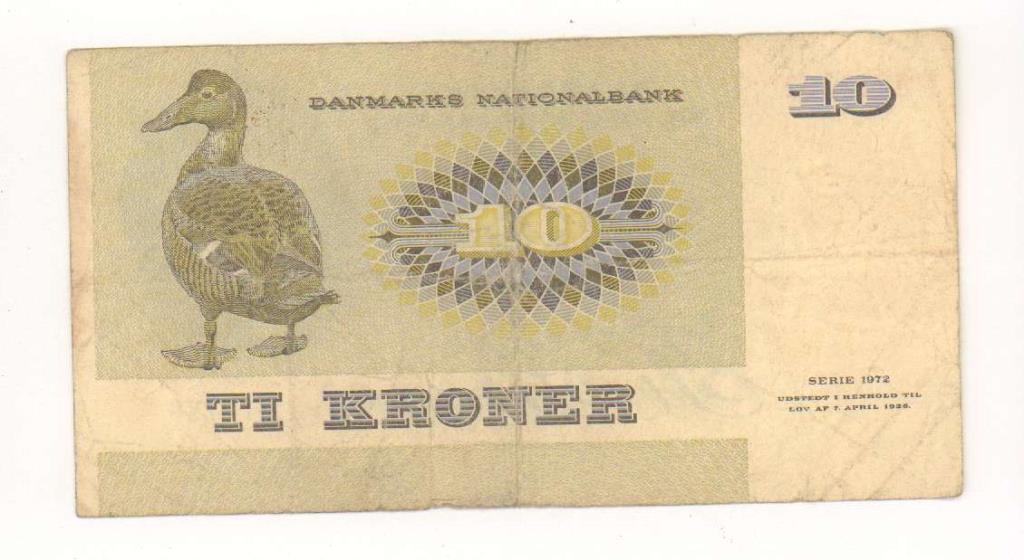 DANMARKS NATIONALBANK
10
10
TI KRONER
SERIE 1972
UDSTEDT I HENHOLD TIL
LOV AF 7. APRIL 1936.